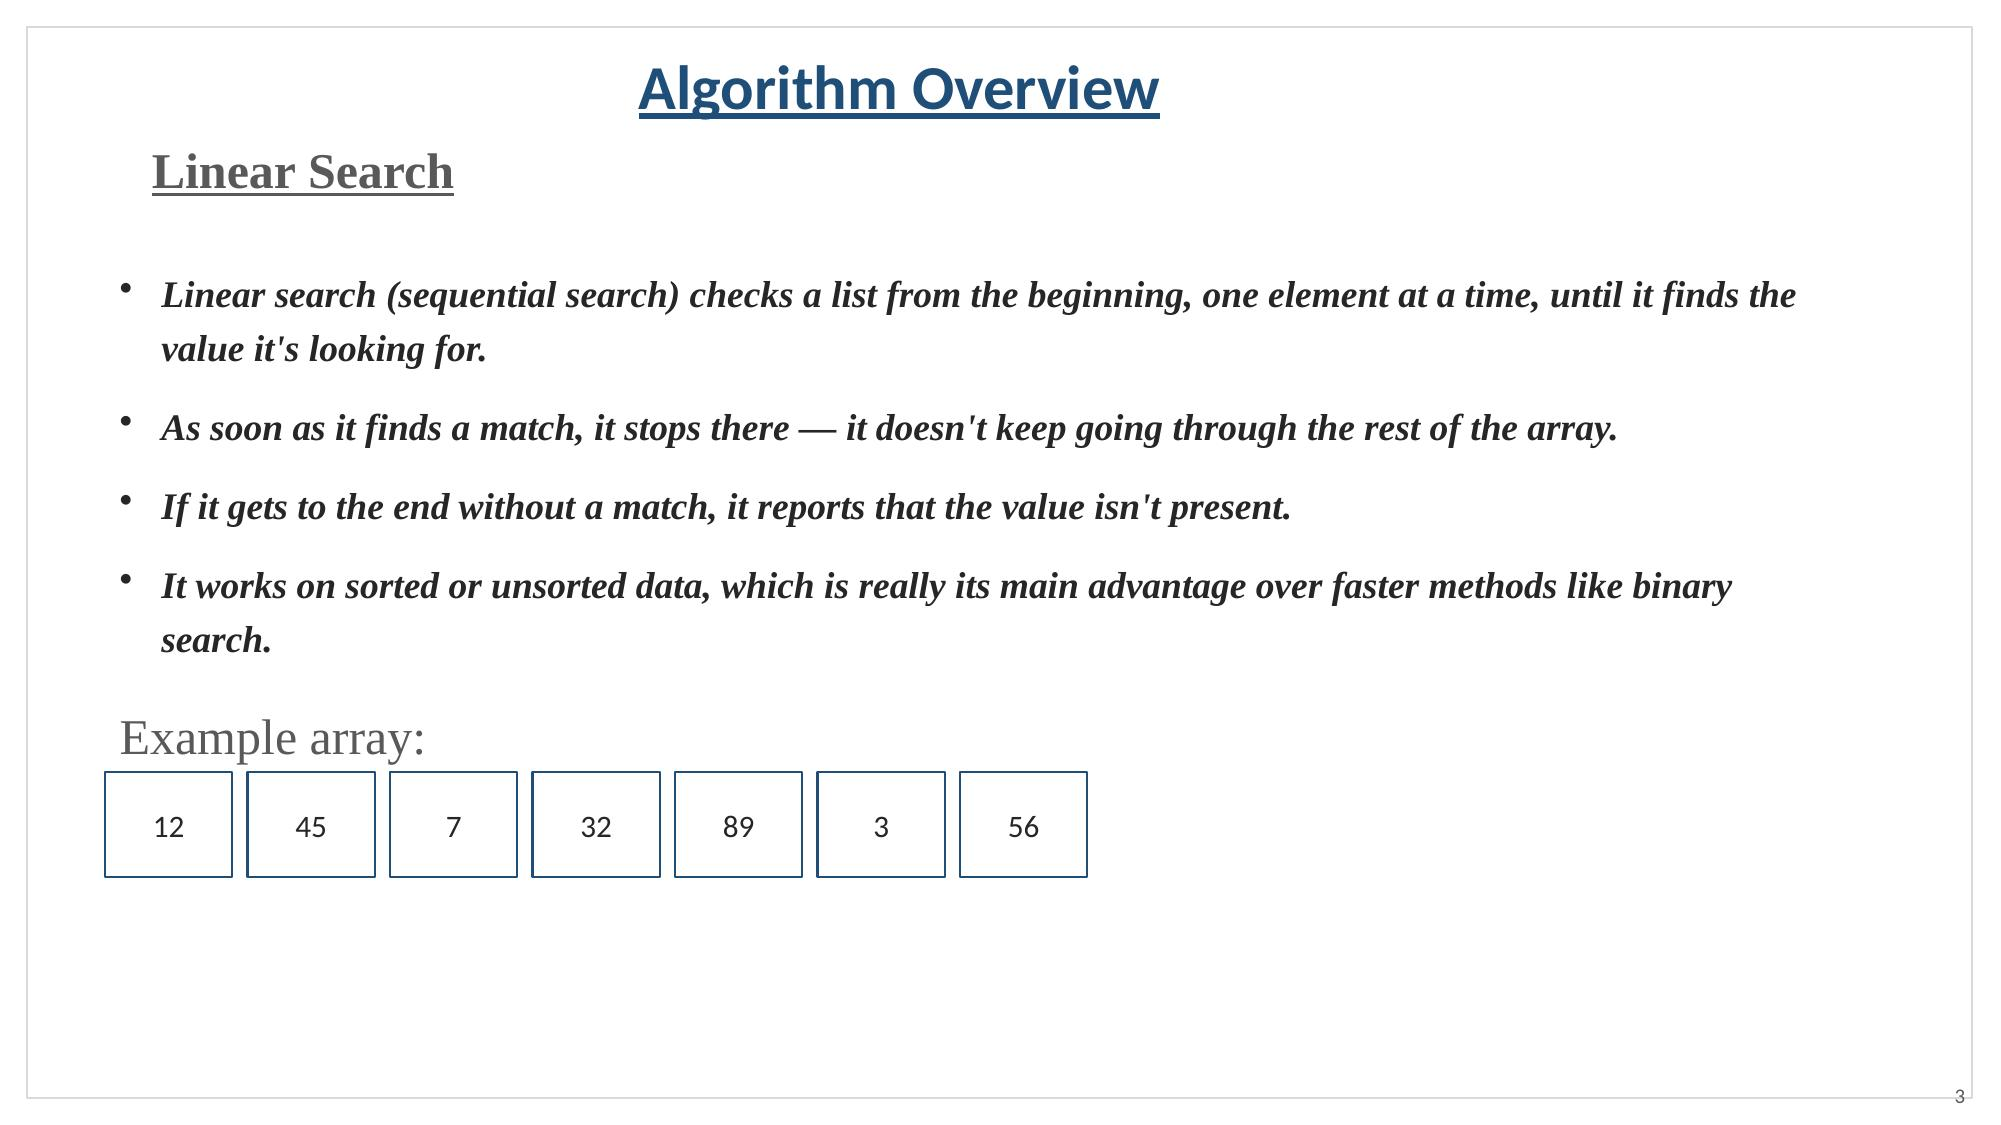 Algorithm Overview
Linear Search
• Linear search (sequential search) checks a list from the beginning, one element at a time, until it finds the
value it's looking for.
• As soon as it finds a match, it stops there — it doesn't keep going through the rest of the array.
• If it gets to the end without a match, it reports that the value isn't present.
• It works on sorted or unsorted data, which is really its main advantage over faster methods like binary
search.
Example array:
12 45 7 32 89 3 56
3